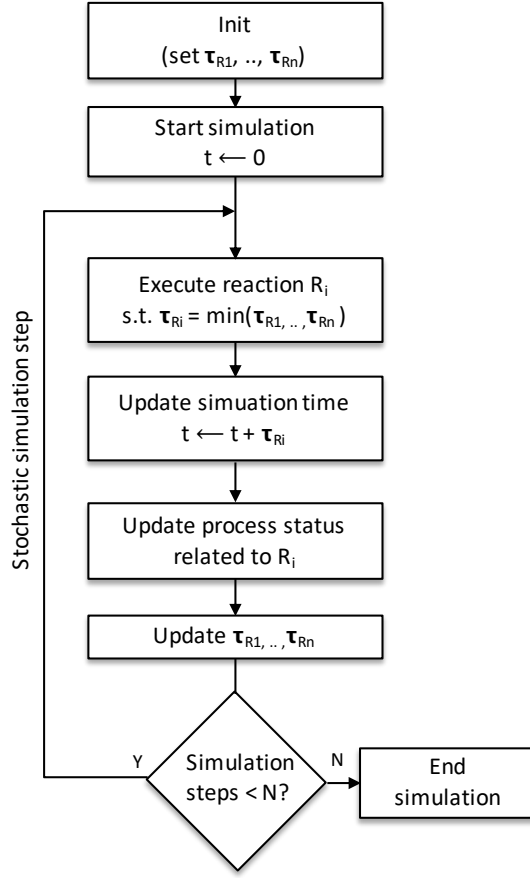 Init
(set τR1, .., τRn)
Start simulation
t ← 0
Execute reaction Ri
s.t. τRi = min(τR1, .. ,τRn )
Update simuation time
t ← t + τRi
Update process status
related to Ri
Update τR1, .. ,τRn
Stochastic simulation step
Y
Simulation
steps < N?
N
End
simulation